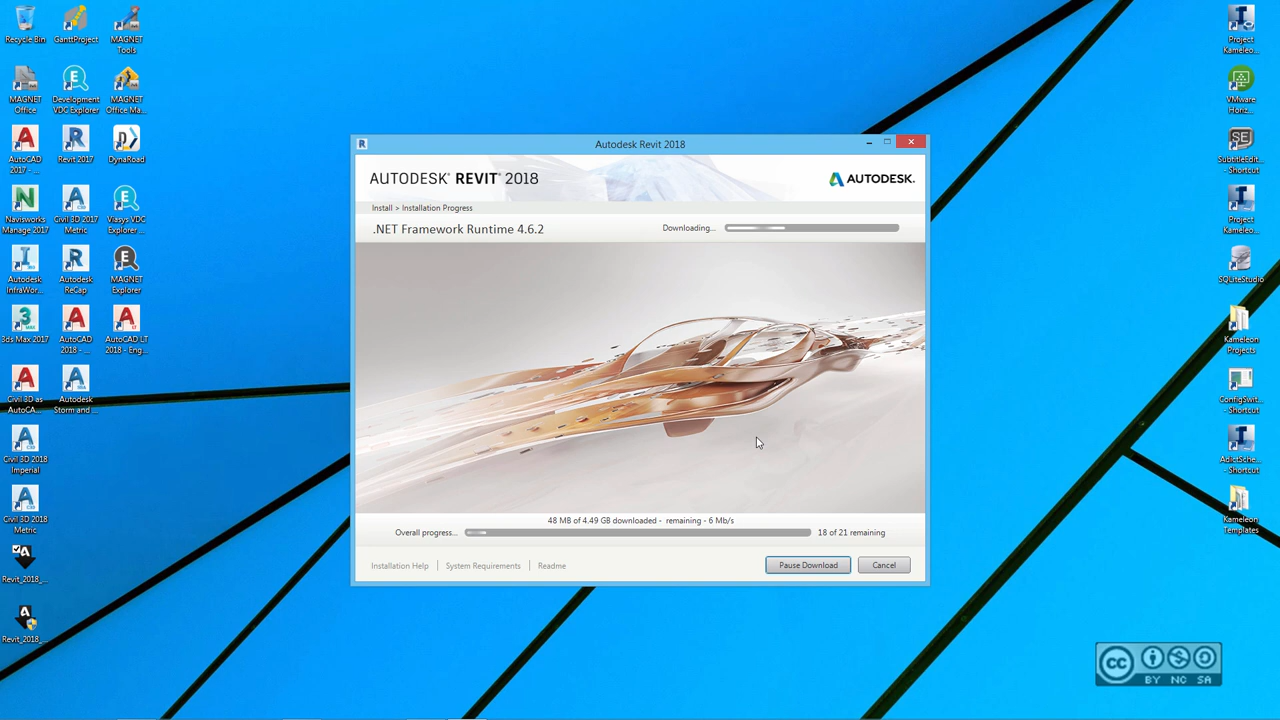 Recycle Bin
GanttProject
MAGNET
Tools
MAGNET
Office
Development
VDC Explorer
MAGNET
Office Ma...
AutoCAD
2017 - ...
Revit 2017
DynaRoad
Navisworks
Manage 2017
Civil 3D 2017
Metric
Viasys VDC
Explorer ...
Autodesk
InfraWor...
Autodesk
ReCap
MAGNET
Explorer
3ds Max 2017
AutoCAD
2018 - ...
AutoCAD LT
2018 - Eng...
Civil 3D as
AutoCA...
Autodesk
Storm and ...
Civil 3D 2018
Imperial
Civil 3D 2018
Metric
Revit_2018_...
Revit_2018_...
Autodesk Revit 2018
AUTODESK® REVIT® 2018
AUTODESK.
Install > Installation Progress
.NET Framework Runtime 4.6.2
Downloading...
48 MB of 4.49 GB downloaded - remaining - 6 Mb/s
Overall progress...
18 of 21 remaining
Installation Help
System Requirements
Readme
Pause Download
Cancel
Project
Kameleo...
VMware
Horiz...
SubtitleEdit...
- Shortcut
Project
Kameleo...
SQLiteStudio
Kameleon
Projects
ConfigSwit...
- Shortcut
AdictSche...
- Shortcut
Kameleon
Templates
cc
BY NC SA